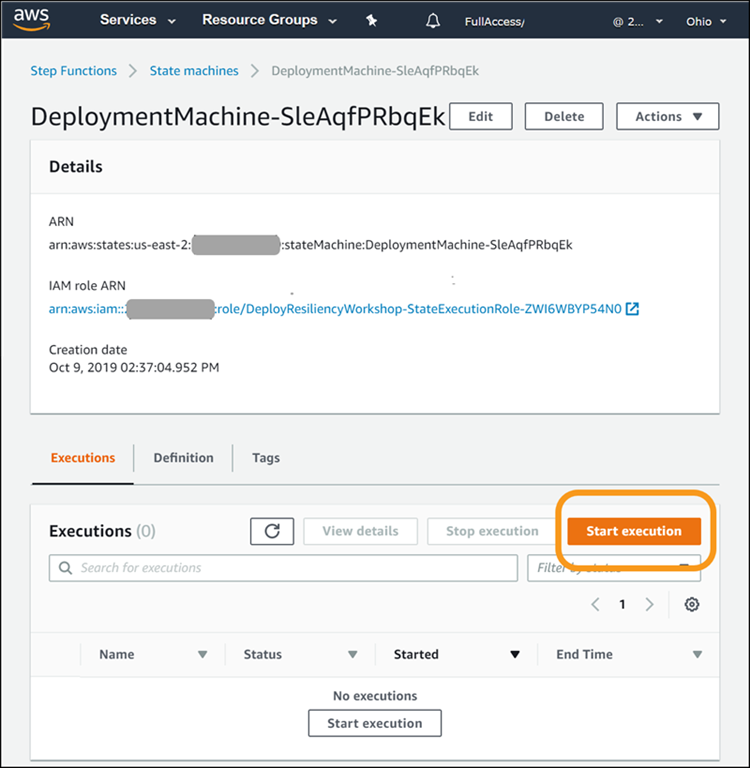 aws Services Resource Groups FullAccess/ @ 2... Ohio
Step Functions State machines DeploymentMachine-SleAqfPRbqEk
DeploymentMachine-SleAqfPRbqEk Edit Delete Actions
Details
ARN
arn:aws:states:us-east-2: :stateMachine:DeploymentMachine-SleAqfPRbqEk
IAM role ARN
arn:aws:iam:: :role/DeployResiliencyWorkshop-StateExecutionRole-ZWI6WBYP54N0
Creation date
Oct 9, 2019 02:37:04.952 PM
Executions Definition Tags
Executions (0) View details Stop execution Start execution
Search for executions Filter by status
1
Name Status Started End Time
No executions
Start execution